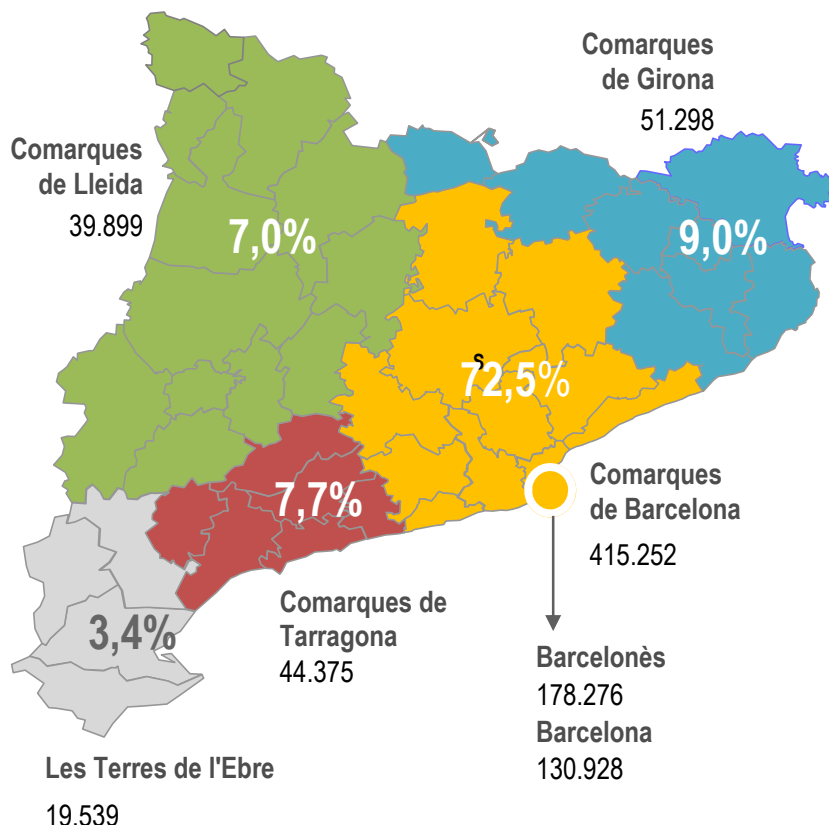 Comarques
de Girona
51.298
Comarques
de Lleida
39.899
7,0%
9,0%
s
72,5%
Comarques
de Barcelona
415.252
7,7%
Comarques de
Tarragona
44.375
3,4%
Barcelonès
178.276
Barcelona
130.928
Les Terres de l'Ebre
19.539